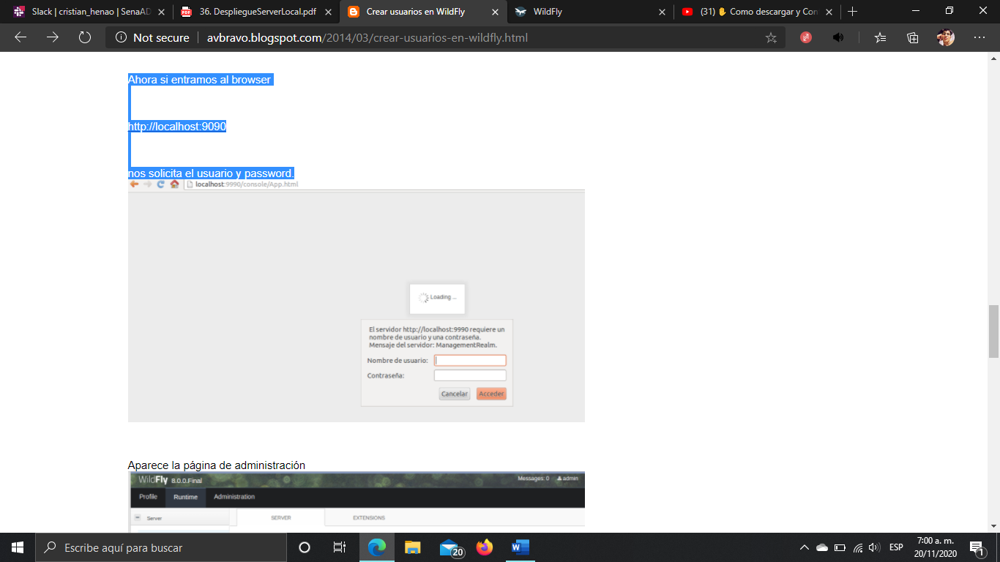 Slack | cristian_henao | SenaAD
36. DespliegueServerLocal.pdf
Crear usuarios en WildFly
WildFly
(31) ✋ Como descargar y Con
Not secure
avbravo.blogspot.com/2014/03/crear-usuarios-en-wildfly.html
Ahora si entramos al browser
http://localhost:9090
nos solicita el usuario y password.
localhost:9990/console/App.html
Loading ...
El servidor http://localhost:9990 requiere un
nombre de usuario y una contraseña.
Mensaje del servidor: ManagementRealm.
Nombre de usuario:
Contraseña:
Cancelar Acceder
Aparece la página de administración
WildFly 8.0.0.Final
Messages: 0 admin
Profile Runtime Administration
Server
SERVER EXTENSIONS
Escribe aquí para buscar
20
ESP
7:00 a. m.
20/11/2020
1